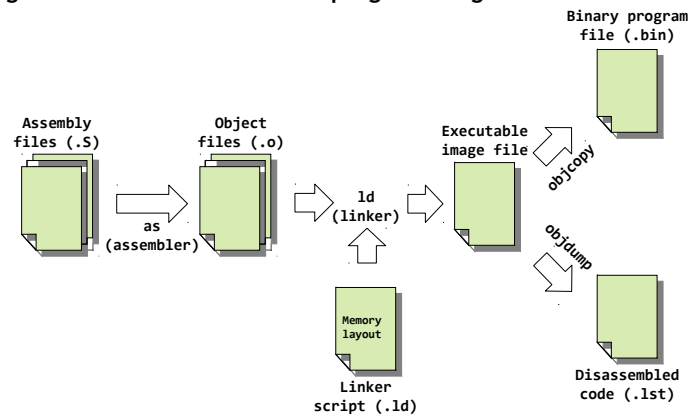 Binary program
file (.bin)
Assembly
files (.S)
Object
files (.o)
Executable
image file
objcopy
as
(assembler)
ld
(linker)
objdump
Memory
layout
Linker
script (.ld)
Disassembled
code (.lst)